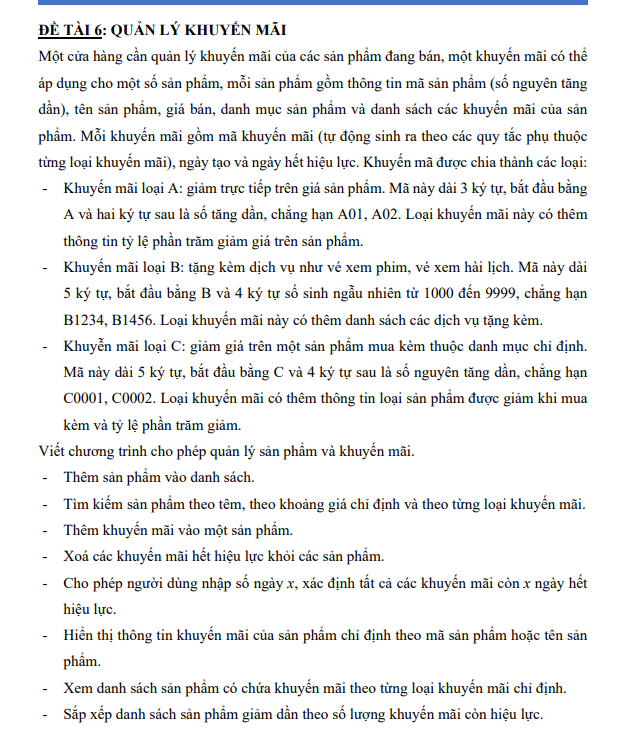 ĐỀ TÀI 6: QUẢN LÝ KHUYẾN MÃI
Một cửa hàng cần quản lý khuyến mãi của các sản phẩm đang bán, một khuyến mãi có thể
áp dụng cho một số sản phẩm, mỗi sản phẩm gồm thông tin mã sản phẩm (số nguyên tăng
dần), tên sản phẩm, giá bán, danh mục sản phẩm và danh sách các khuyến mãi của sản
phẩm. Mỗi khuyến mãi gồm mã khuyến mãi (tự động sinh ra theo các quy tắc phụ thuộc
từng loại khuyến mãi), ngày tạo và ngày hết hiệu lực. Khuyến mã được chia thành các loại:
- Khuyến mãi loại A: giảm trực tiếp trên giá sản phẩm. Mã này dài 3 ký tự, bắt đầu bằng
A và hai ký tự sau là số tăng dần, chẳng hạn A01, A02. Loại khuyến mãi này có thêm
thông tin tỷ lệ phần trăm giảm giá trên sản phẩm.
- Khuyến mãi loại B: tặng kèm dịch vụ như vé xem phim, vé xem hài lịch. Mã này dài
5 ký tự, bắt đầu bằng B và 4 ký tự số sinh ngẫu nhiên từ 1000 đến 9999, chẳng hạn
B1234, B1456. Loại khuyến mãi này có thêm danh sách các dịch vụ tặng kèm.
- Khuyễn mãi loại C: giảm giá trên một sản phẩm mua kèm thuộc danh mục chỉ định.
Mã này dài 5 ký tự, bắt đầu bằng C và 4 ký tự sau là số nguyên tăng dần, chẳng hạn
C0001, C0002. Loại khuyến mãi có thêm thông tin loại sản phẩm được giảm khi mua
kèm và tỷ lệ phần trăm giảm.
Viết chương trình cho phép quản lý sản phẩm và khuyến mãi.
- Thêm sản phẩm vào danh sách.
- Tìm kiếm sản phẩm theo têm, theo khoảng giá chỉ định và theo từng loại khuyến mãi.
- Thêm khuyến mãi vào một sản phẩm.
- Xoá các khuyến mãi hết hiệu lực khỏi các sản phẩm.
- Cho phép người dùng nhập số ngày x, xác định tất cả các khuyến mãi còn x ngày hết
hiệu lực.
- Hiển thị thông tin khuyến mãi của sản phẩm chỉ định theo mã sản phẩm hoặc tên sản
phẩm.
- Xem danh sách sản phẩm có chứa khuyến mãi theo từng loại khuyến mãi chỉ định.
- Sắp xếp danh sách sản phẩm giảm dần theo số lượng khuyến mãi còn hiệu lực.